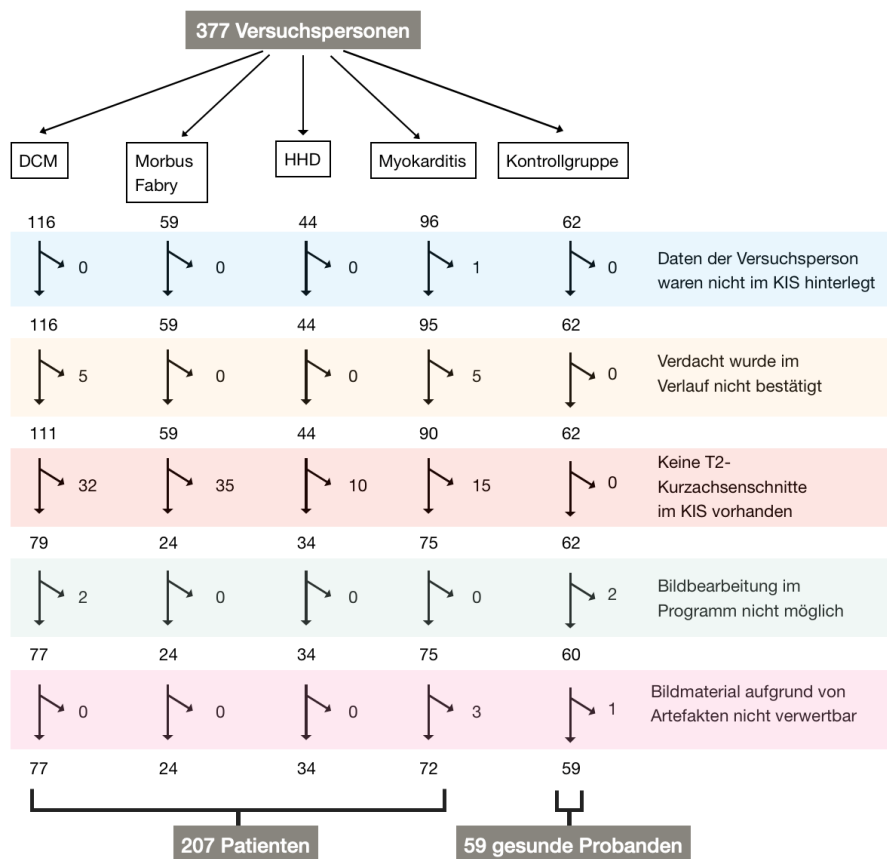 377 Versuchspersonen
DCM
Morbus
Fabry
HHD
Myokarditis
Kontrollgruppe
116 59 44 96 62
0 0 0 1 0
Daten der Versuchsperson
waren nicht im KIS hinterlegt
116 59 44 95 62
5 0 0 5 0
Verdacht wurde im
Verlauf nicht bestätigt
111 59 44 90 62
32 35 10 15 0
Keine T2-
Kurzachsenschnitte
im KIS vorhanden
79 24 34 75 62
2 0 0 0 2
Bildbearbeitung im
Programm nicht möglich
77 24 34 75 60
0 0 0 3 1
Bildmaterial aufgrund von
Artefakten nicht verwertbar
77 24 34 72 59
207 Patienten
59 gesunde Probanden